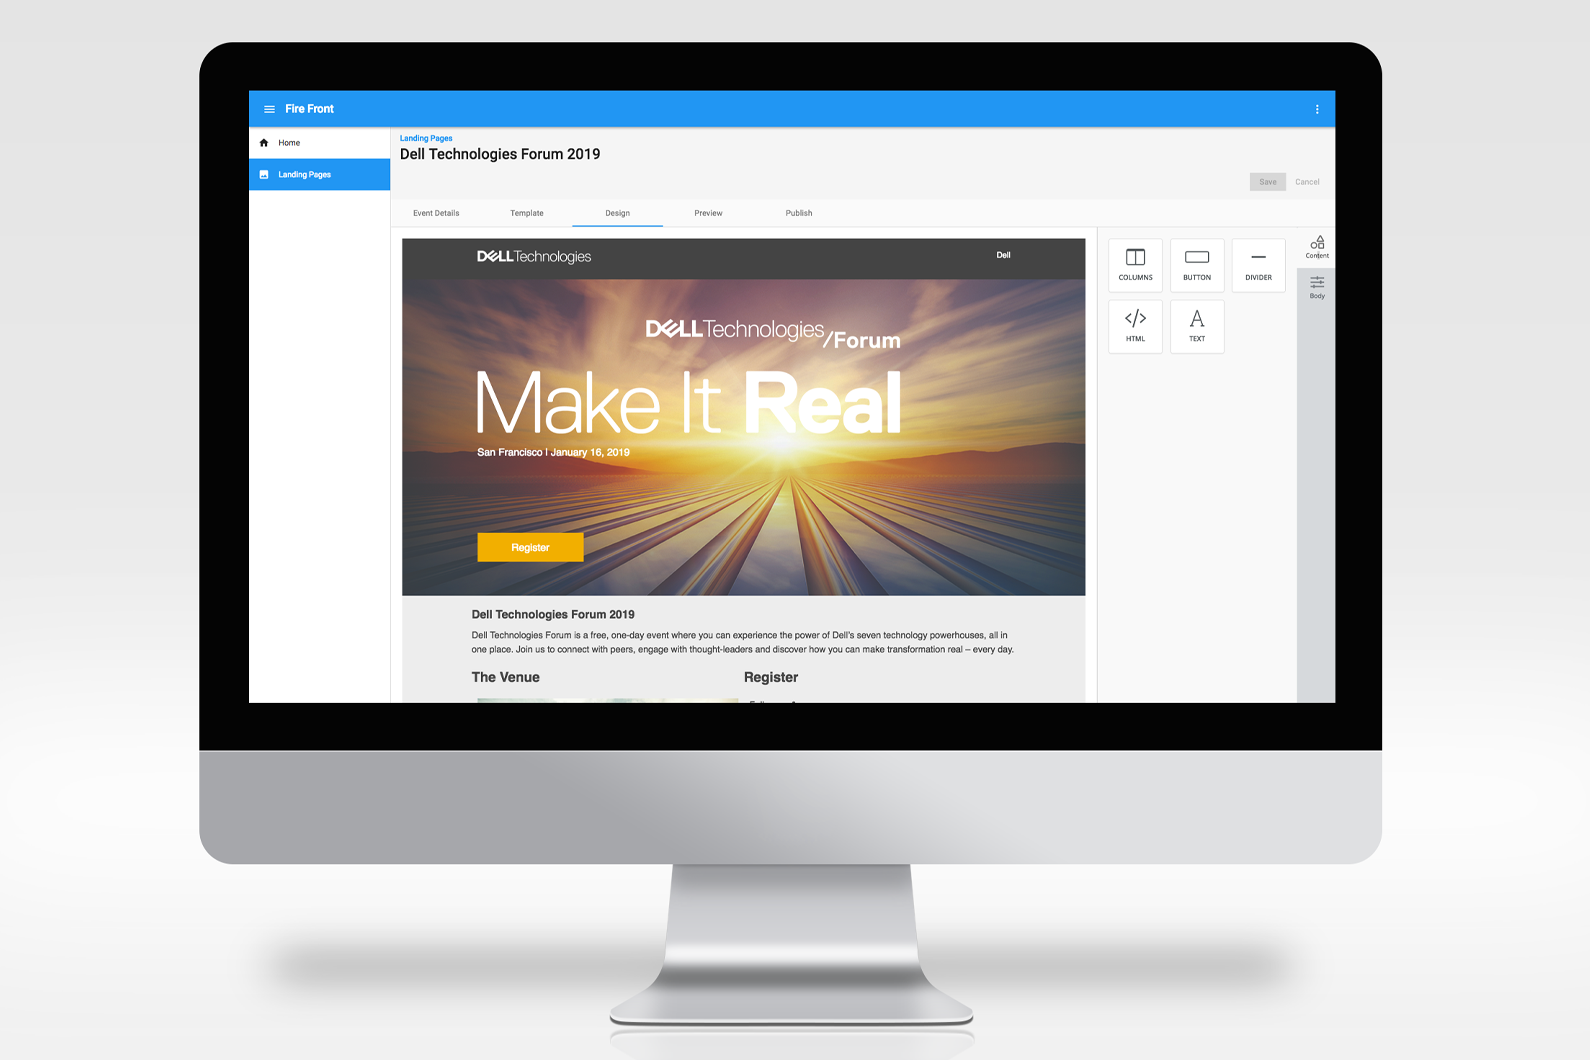 Fire Front
Home
Landing Pages
Landing Pages
Dell Technologies Forum 2019
Save Cancel
Event Details Template Design Preview Publish
DELLTechnologies Dell
DELLTechnologies/Forum
Make It Real
San Francisco | January 16, 2019
Register
Dell Technologies Forum 2019
Dell Technologies Forum is a free, one-day event where you can experience the power of Dell's seven technology powerhouses, all in
one place. Join us to connect with peers, engage with thought-leaders and discover how you can make transformation real – every day.
The Venue Register
COLUMNS BUTTON DIVIDER
HTML TEXT
Content
Body